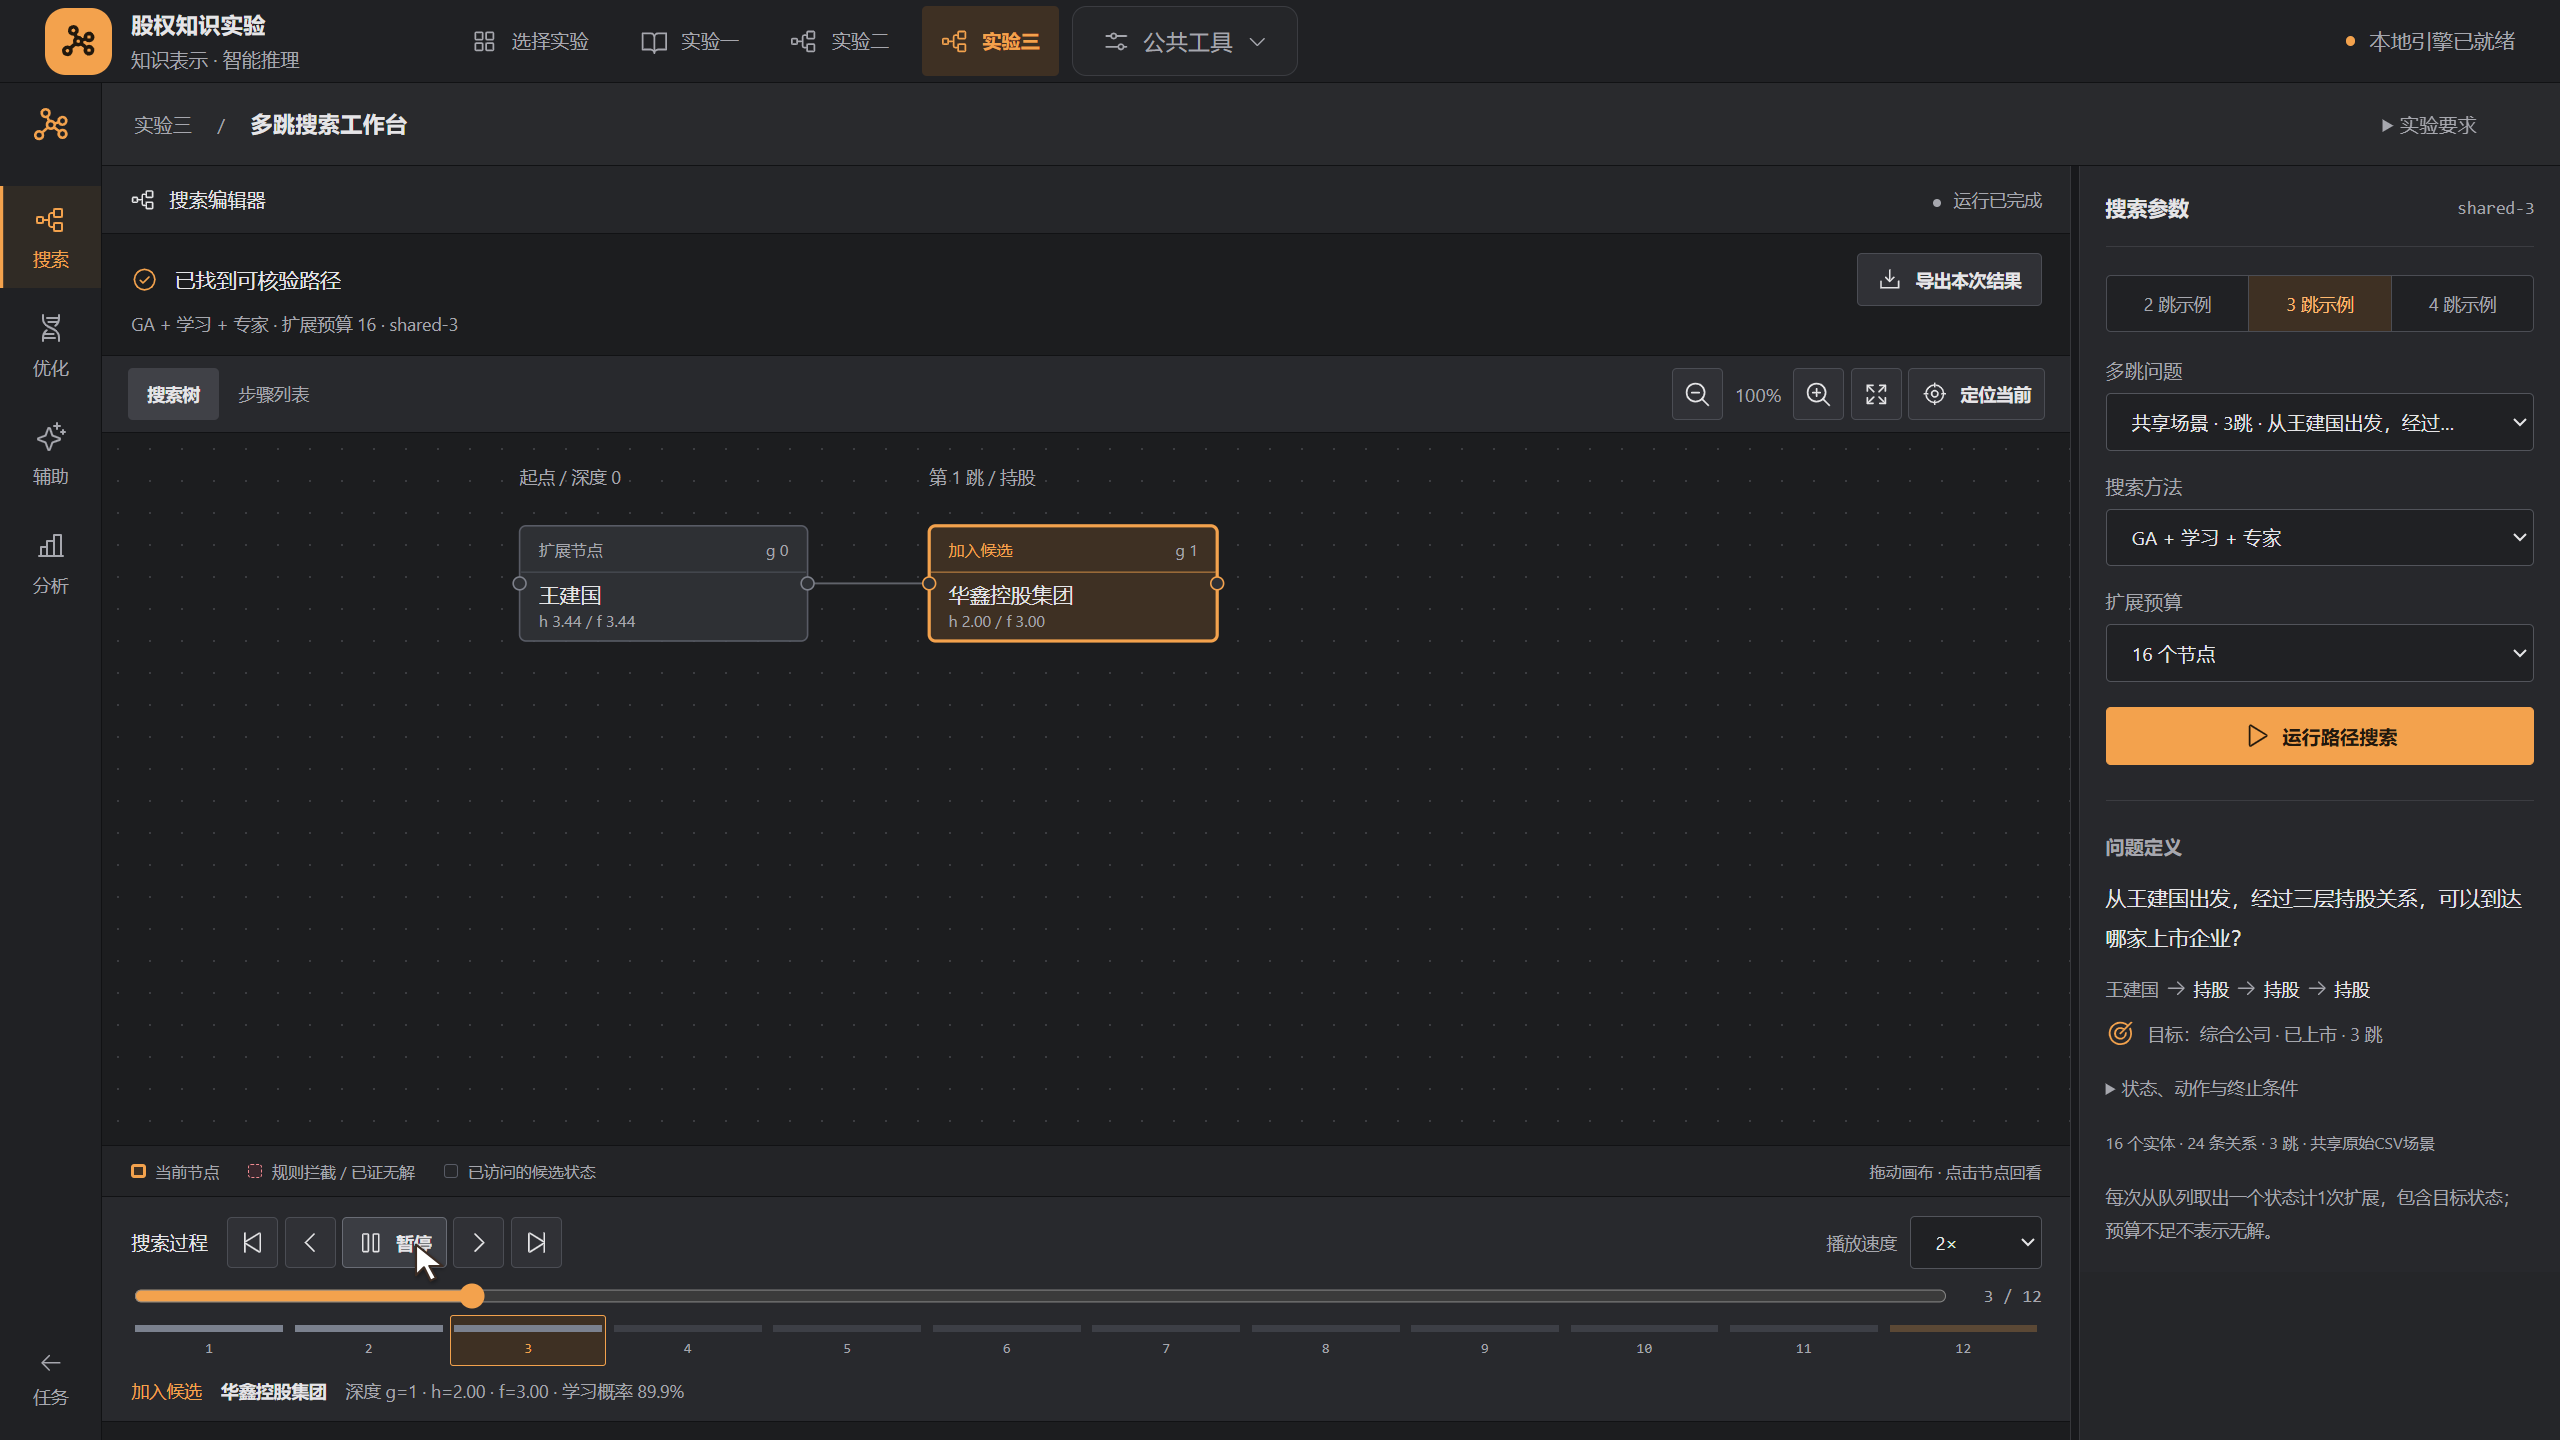 股权知识实验
知识表示 · 智能推理
选择实验
实验一
实验二
实验三
公共工具
本地引擎已就绪
搜索
优化
辅助
分析
任务
实验三 / 多跳搜索工作台
实验要求
搜索编辑器
运行已完成
已找到可核验路径
GA + 学习 + 专家 · 扩展预算 16 · shared-3
导出本次结果
搜索树
步骤列表
100%
定位当前
起点 / 深度 0
第 1 跳 / 持股
扩展节点 g 0
王建国
h 3.44 / f 3.44
加入候选 g 1
华鑫控股集团
h 2.00 / f 3.00
当前节点
规则拦截 / 已证无解
已访问的候选状态
拖动画布 · 点击节点回看
搜索过程
暂停
播放速度
2×
3 / 12
1 2 3 4 5 6 7 8 9 10 11 12
加入候选 华鑫控股集团 深度 g=1 · h=2.00 · f=3.00 · 学习概率 89.9%
搜索参数
shared-3
2 跳示例
3 跳示例
4 跳示例
多跳问题
共享场景 · 3跳 · 从王建国出发，经过...
搜索方法
GA + 学习 + 专家
扩展预算
16 个节点
运行路径搜索
问题定义
从王建国出发，经过三层持股关系，可以到达
哪家上市企业？
王建国 → 持股 → 持股 → 持股
目标：综合公司 · 已上市 · 3 跳
状态、动作与终止条件
16 个实体 · 24 条关系 · 3 跳 · 共享原始CSV场景
每次从队列取出一个状态计1次扩展，包含目标状态；
预算不足不表示无解。